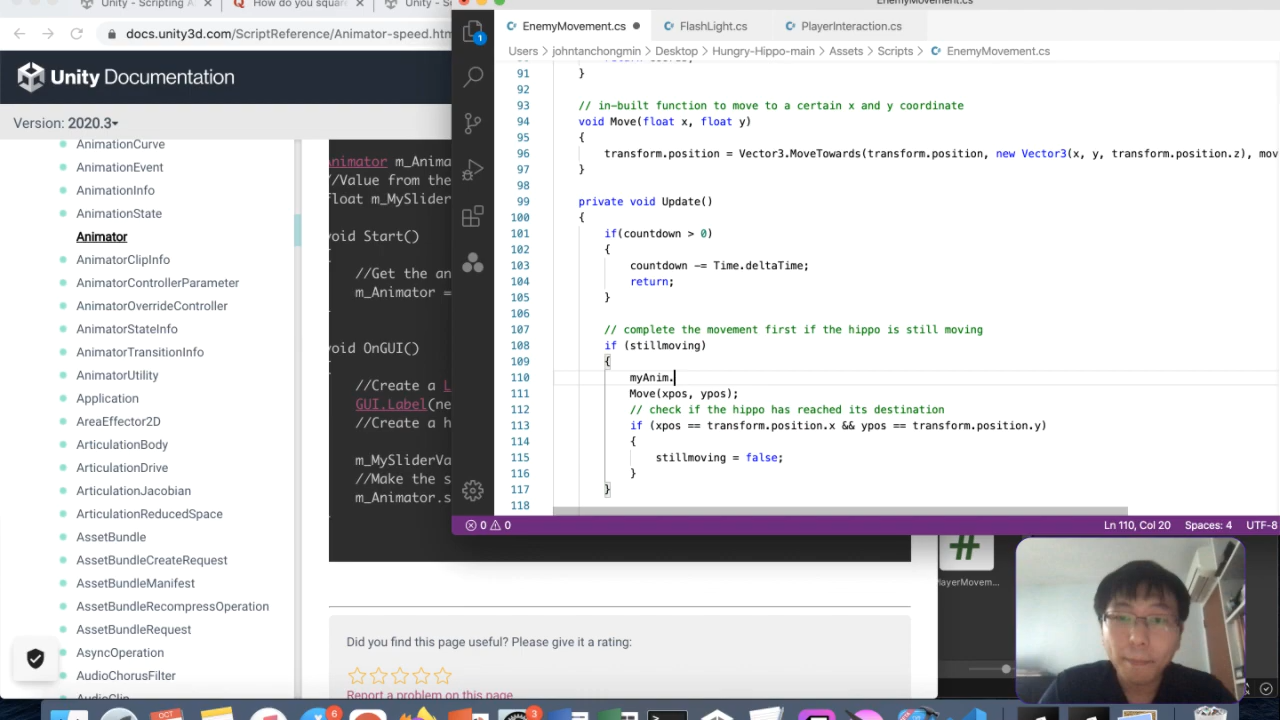 Unity - Scripting A
How do you square
Unity - S
docs.unity3d.com/ScriptReference/Animator-speed.htm
Unity Documentation
Version: 2020.3
AnimationCurve
AnimationEvent
AnimationInfo
AnimationState
Animator
AnimatorClipInfo
AnimatorControllerParameter
AnimatorOverrideController
AnimatorStateInfo
AnimatorTransitionInfo
AnimatorUtility
Application
AreaEffector2D
ArticulationBody
ArticulationDrive
ArticulationJacobian
ArticulationReducedSpace
AssetBundle
AssetBundleCreateRequest
AssetBundleManifest
AssetBundleRecompressOperation
AssetBundleRequest
AsyncOperation
AudioChorusFilter
AudioClip
Animator m_Anima
//Value from the
float m_MySlider
void Start()
//Get the an
m_Animator =
void OnGUI()
//Create a L
GUI.Label(ne
//Create a h
m_MySliderVa
//Make the s
m_Animator.s
Did you find this page useful? Please give it a rating:
Report a problem on this page
EnemyMovement.cs
EnemyMovement.cs
FlashLight.cs
PlayerInteraction.cs
Users > johntanchongmin > Desktop > Hungry-Hippo-main > Assets > Scripts > EnemyMovement.cs
91 }
92
93 // in-built function to move to a certain x and y coordinate
94 void Move(float x, float y)
95 {
96 transform.position = Vector3.MoveTowards(transform.position, new Vector3(x, y, transform.position.z), mov
97 }
98
99 private void Update()
100 {
101 if(countdown > 0)
102 {
103 countdown -= Time.deltaTime;
104 return;
105 }
106
107 // complete the movement first if the hippo is still moving
108 if (stillmoving)
109 {
110 myAnim.
111 Move(xpos, ypos);
112 // check if the hippo has reached its destination
113 if (xpos == transform.position.x && ypos == transform.position.y)
114 {
115 stillmoving = false;
116 }
117 }
118
1
0 0
Ln 110, Col 20
Spaces: 4
UTF-8
#
layerMovem...
OCT
6
3